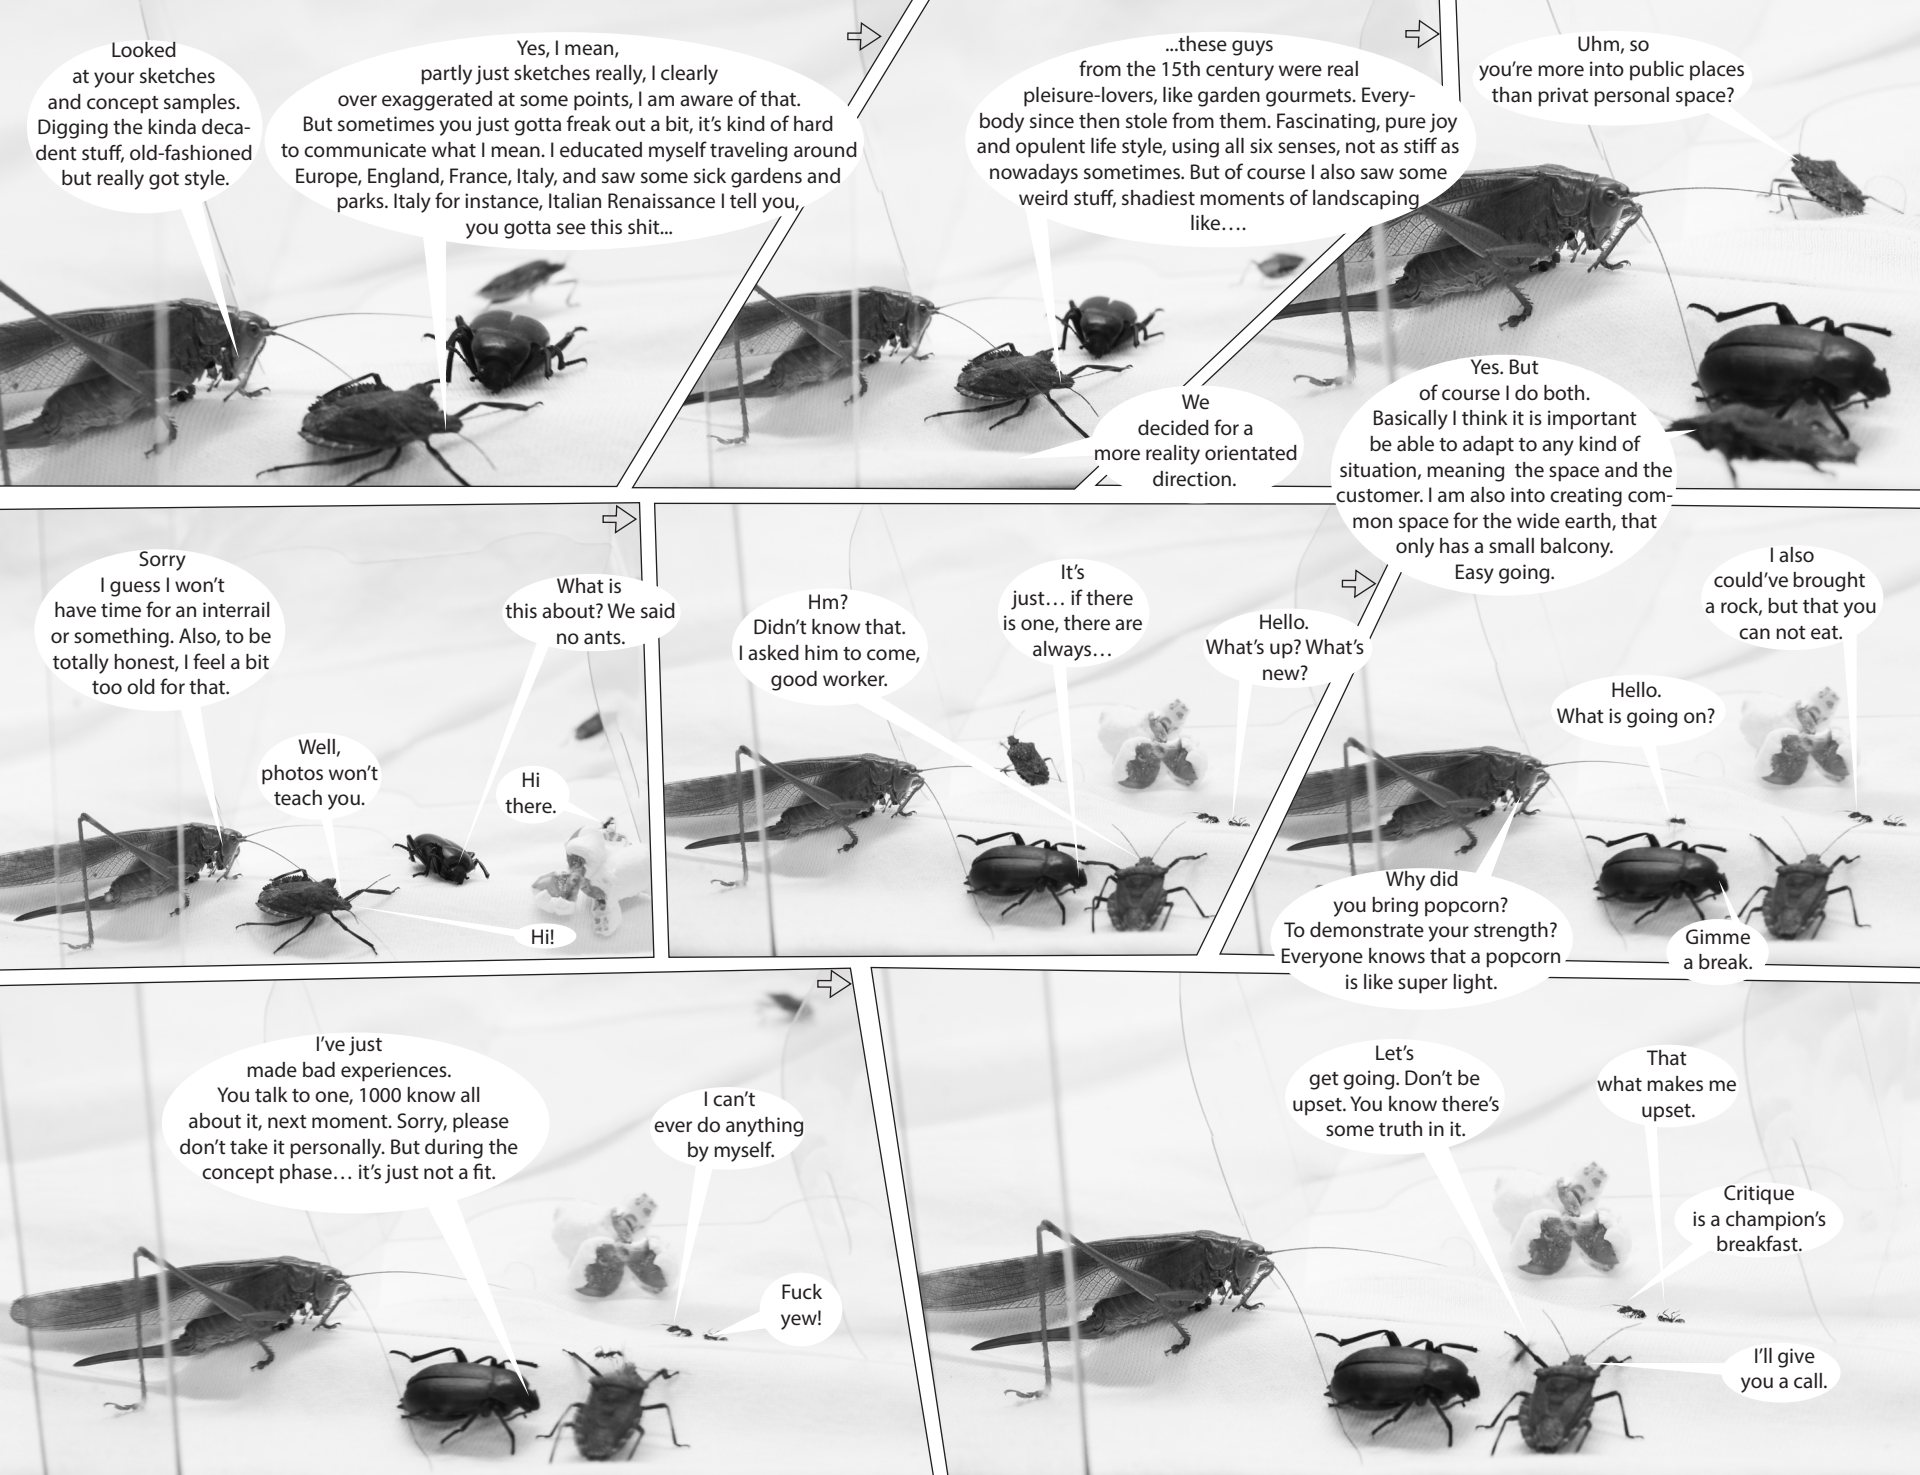 Looked
at your sketches
and concept samples.
Digging the kinda deca-
dent stuff, old-fashioned
but really got style.
Yes, I mean,
partly just sketches really, I clearly
over exaggerated at some points, I am aware of that.
But sometimes you just gotta freak out a bit, it's kind of hard
to communicate what I mean. I educated myself traveling around
Europe, England, France, Italy, and saw some sick gardens and
parks. Italy for instance, Italian Renaissance I tell you,
you gotta see this shit...
...these guys
from the 15th century were real
pleisure-lovers, like garden gourmets. Every-
body since then stole from them. Fascinating, pure joy
and opulent life style, using all six senses, not as stiff as
nowadays sometimes. But of course I also saw some
weird stuff, shadiest moments of landscaping
like….
We
decided for a
more reality orientated
direction.
Uhm, so
you're more into public places
than privat personal space?
Yes. But
of course I do both.
Basically I think it is important
be able to adapt to any kind of
situation, meaning the space and the
customer. I am also into creating com-
mon space for the wide earth, that
only has a small balcony.
Easy going.
Sorry
I guess I won't
have time for an interrail
or something. Also, to be
totally honest, I feel a bit
too old for that.
Well,
photos won't
teach you.
What is
this about? We said
no ants.
Hi
there.
Hi!
Hm?
Didn't know that.
I asked him to come,
good worker.
It's
just… if there
is one, there are
always…
Hello.
What's up? What's
new?
I also
could've brought
a rock, but that you
can not eat.
Hello.
What is going on?
Why did
you bring popcorn?
To demonstrate your strength?
Everyone knows that a popcorn
is like super light.
Gimme
a break.
I've just
made bad experiences.
You talk to one, 1000 know all
about it, next moment. Sorry, please
don't take it personally. But during the
concept phase… it's just not a fit.
I can't
ever do anything
by myself.
Fuck
yew!
Let's
get going. Don't be
upset. You know there's
some truth in it.
That
what makes me
upset.
Critique
is a champion's
breakfast.
I'll give
you a call.